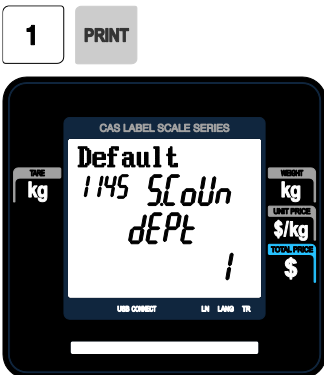 1 PRINT
CAS LABEL SCALE SERIES
Default
1145 S.CoUn
dEPt
1
TARE
kg
WEIGHT
kg
UNIT PRICE
$/kg
TOTAL PRICE
$
USB CONNECT LN LANG TR